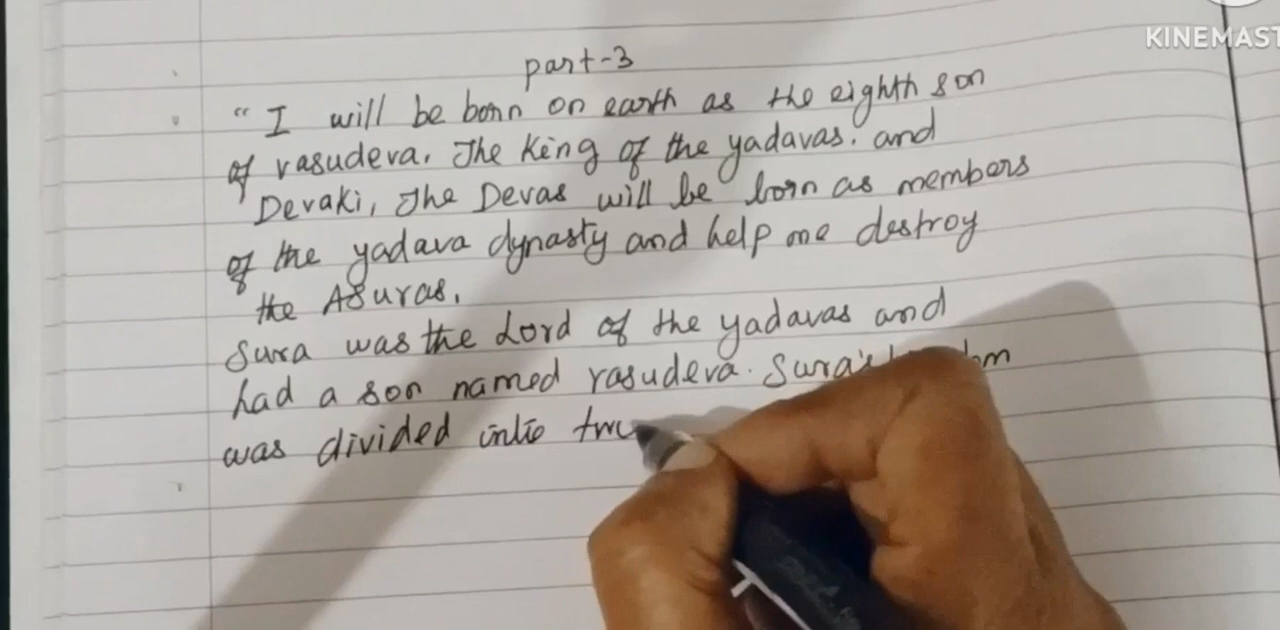 KINEMAST
part-3
"I will be born on earth as the eighth son
of vasudeva. The King of the yadavas. and
Devaki, The Devas will be born as members
of the yadava dynasty and help me destroy
the Asuras.
Sura was the Lord of the yadavas and
had a son named vasudeva. Sura's
was divided into